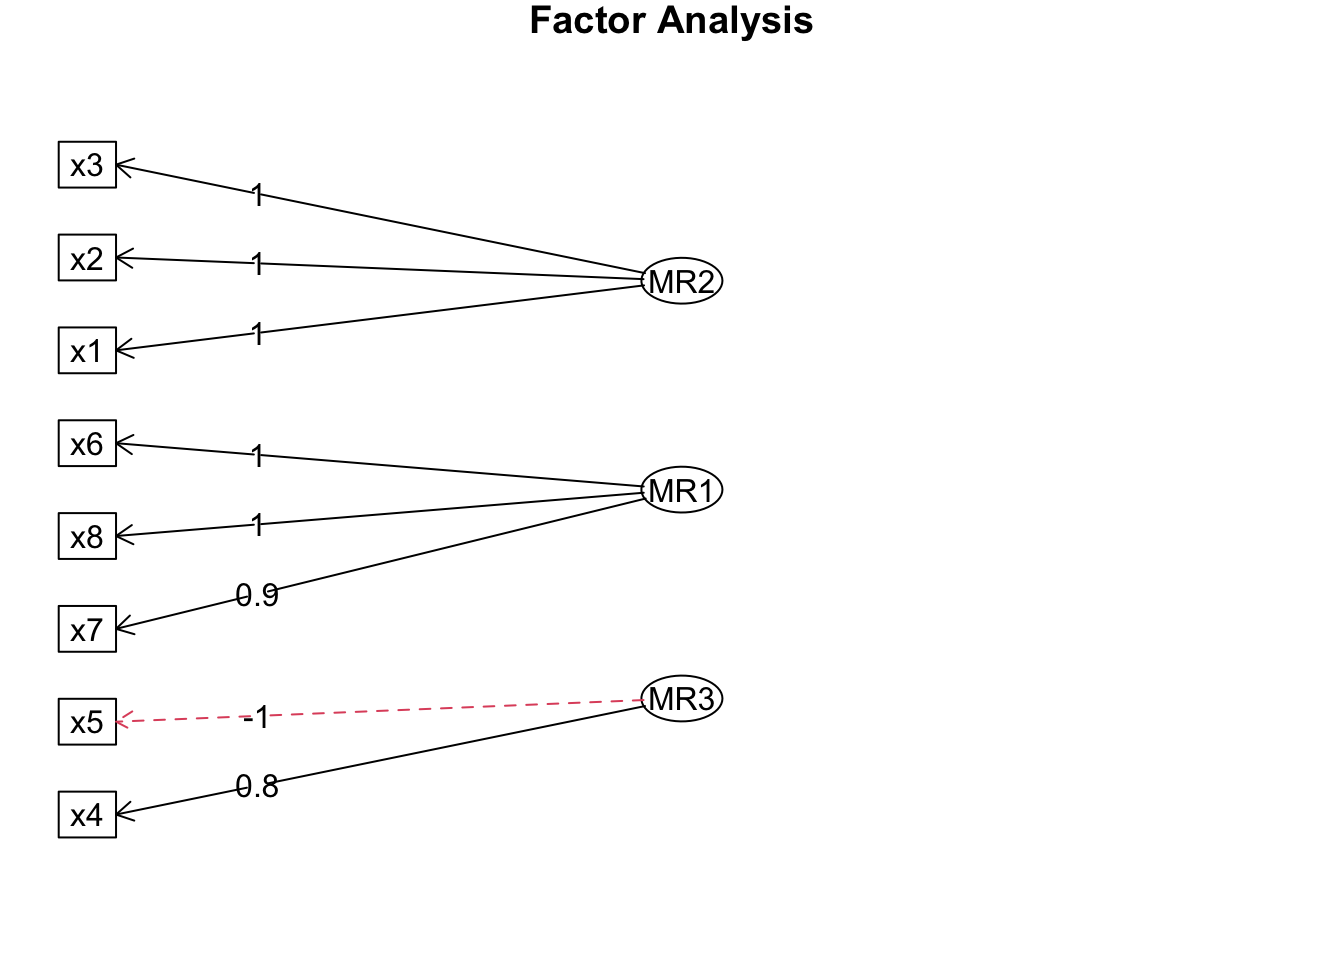 Factor Analysis
x3
1
x2
1
MR2
x1
1
x6
1
MR1
x8
1
x7
0.9
x5
-1
MR3
x4
0.8